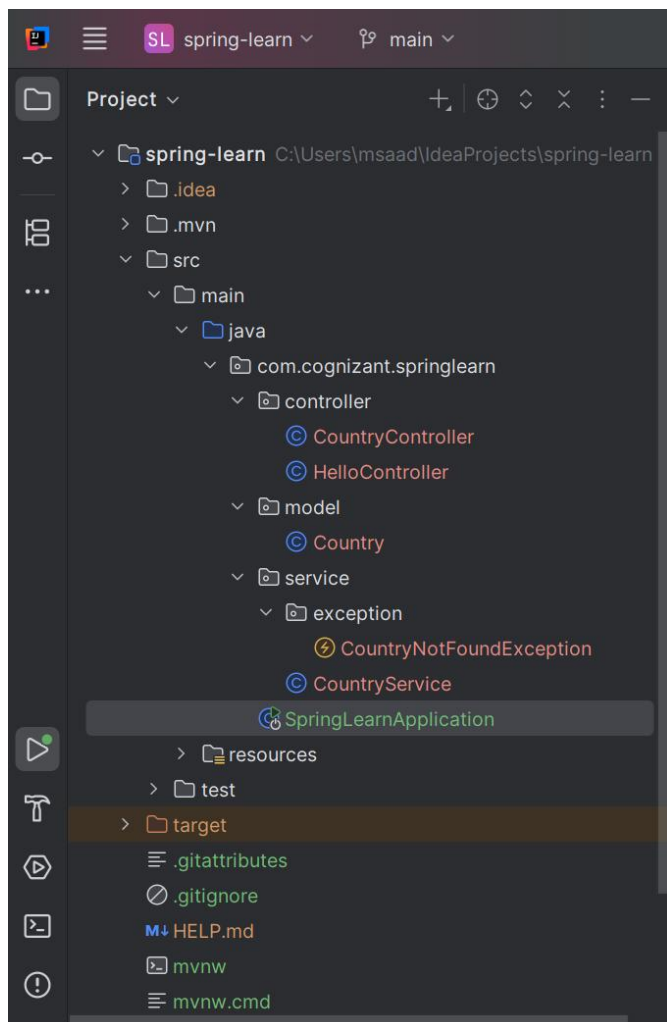 SL spring-learn main
Project
spring-learn C:\Users\msaad\IdeaProjects\spring-learn
.idea
.mvn
src
main
java
com.cognizant.springlearn
controller
CountryController
HelloController
model
Country
service
exception
CountryNotFoundException
CountryService
SpringLearnApplication
resources
test
target
.gitattributes
.gitignore
M↓ HELP.md
mvnw
mvnw.cmd